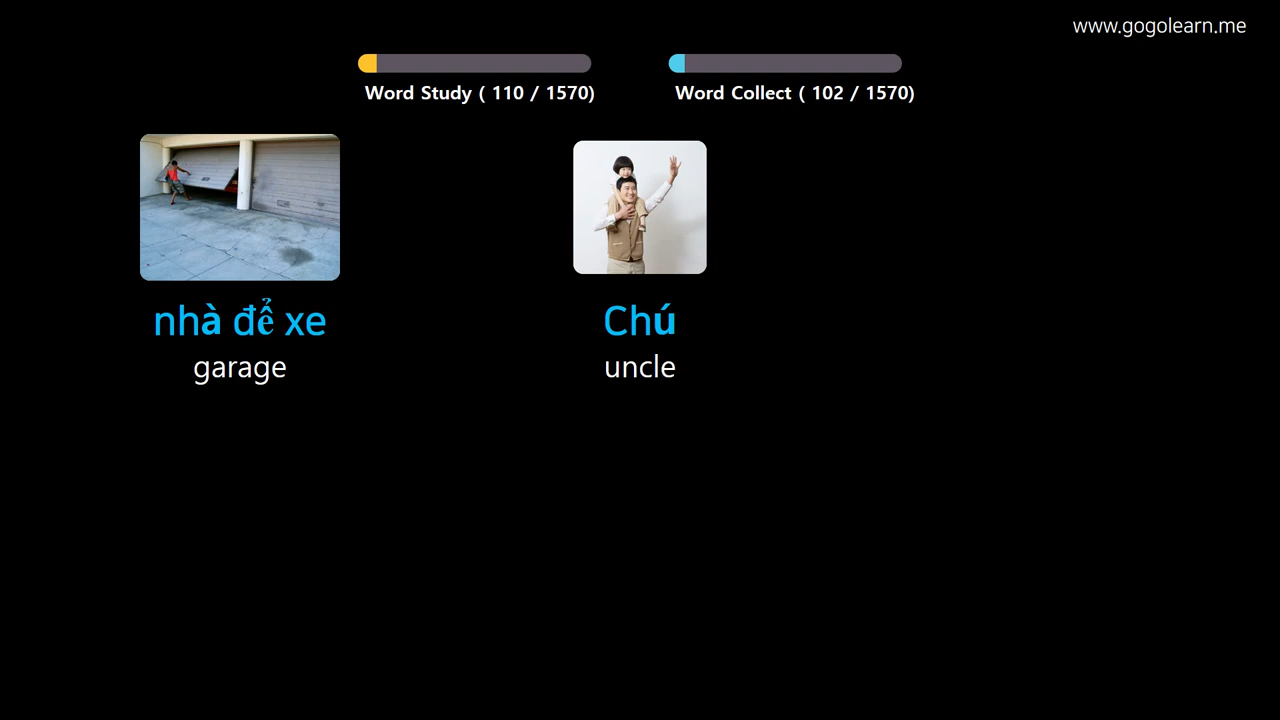 www.gogolearn.me
Word Study ( 110 / 1570)
Word Collect ( 102 / 1570)
nhà để xe
garage
Chú
uncle